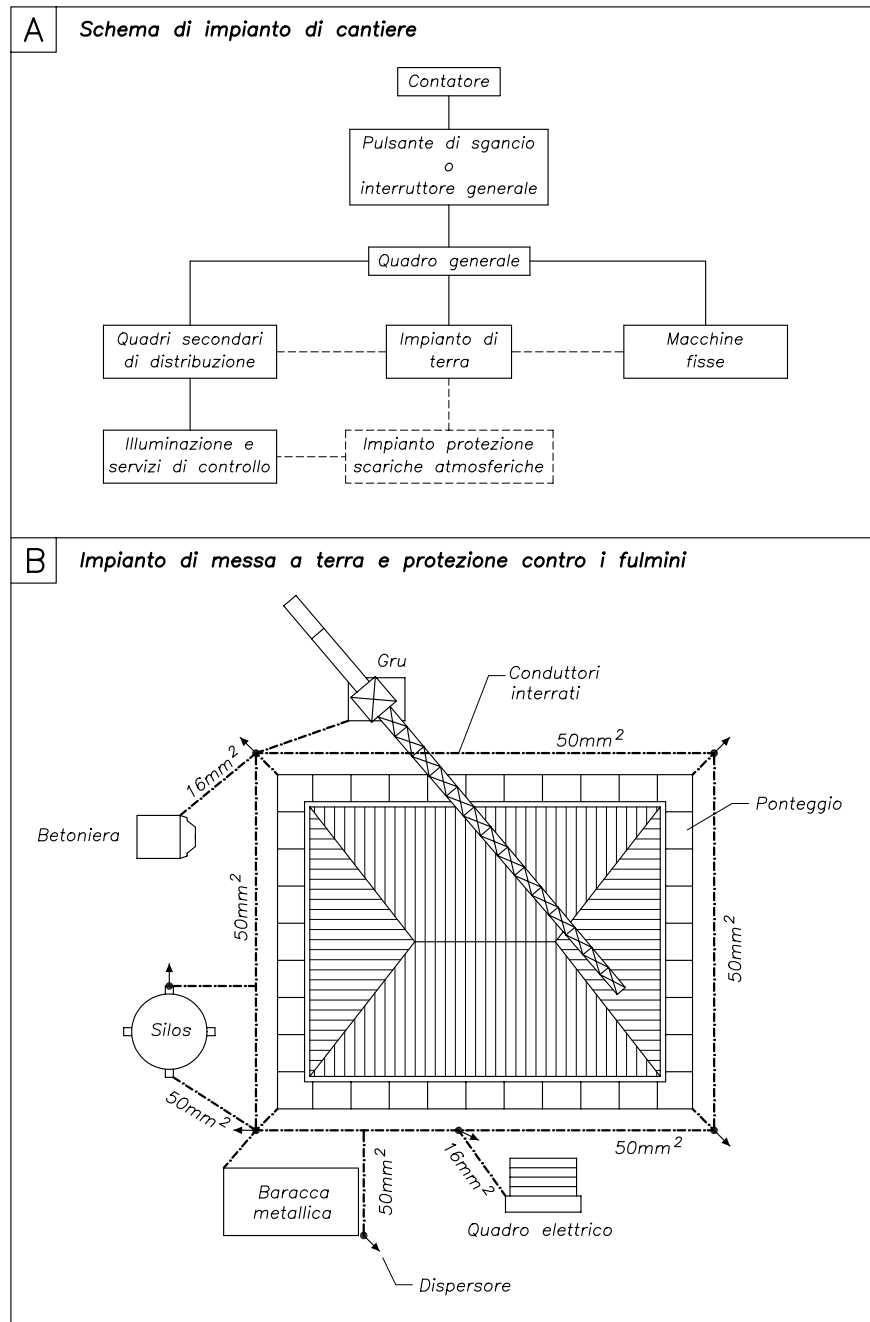 A
Schema di impianto di cantiere
Contatore
Pulsante di sgancio
o
interruttore generale
Quadro generale
Quadri secondari
di distribuzione
Impianto di
terra
Macchine
fisse
Illuminazione e
servizi di controllo
Impianto protezione
scariche atmosferiche
B
Impianto di messa a terra e protezione contro i fulmini
Gru
Conduttori
interrati
50mm²
16mm²
Ponteggio
Betoniera
50mm²
50mm²
Silos
50mm²
50mm²
16mm²
50mm²
Baracca
metallica
Quadro elettrico
Dispersore